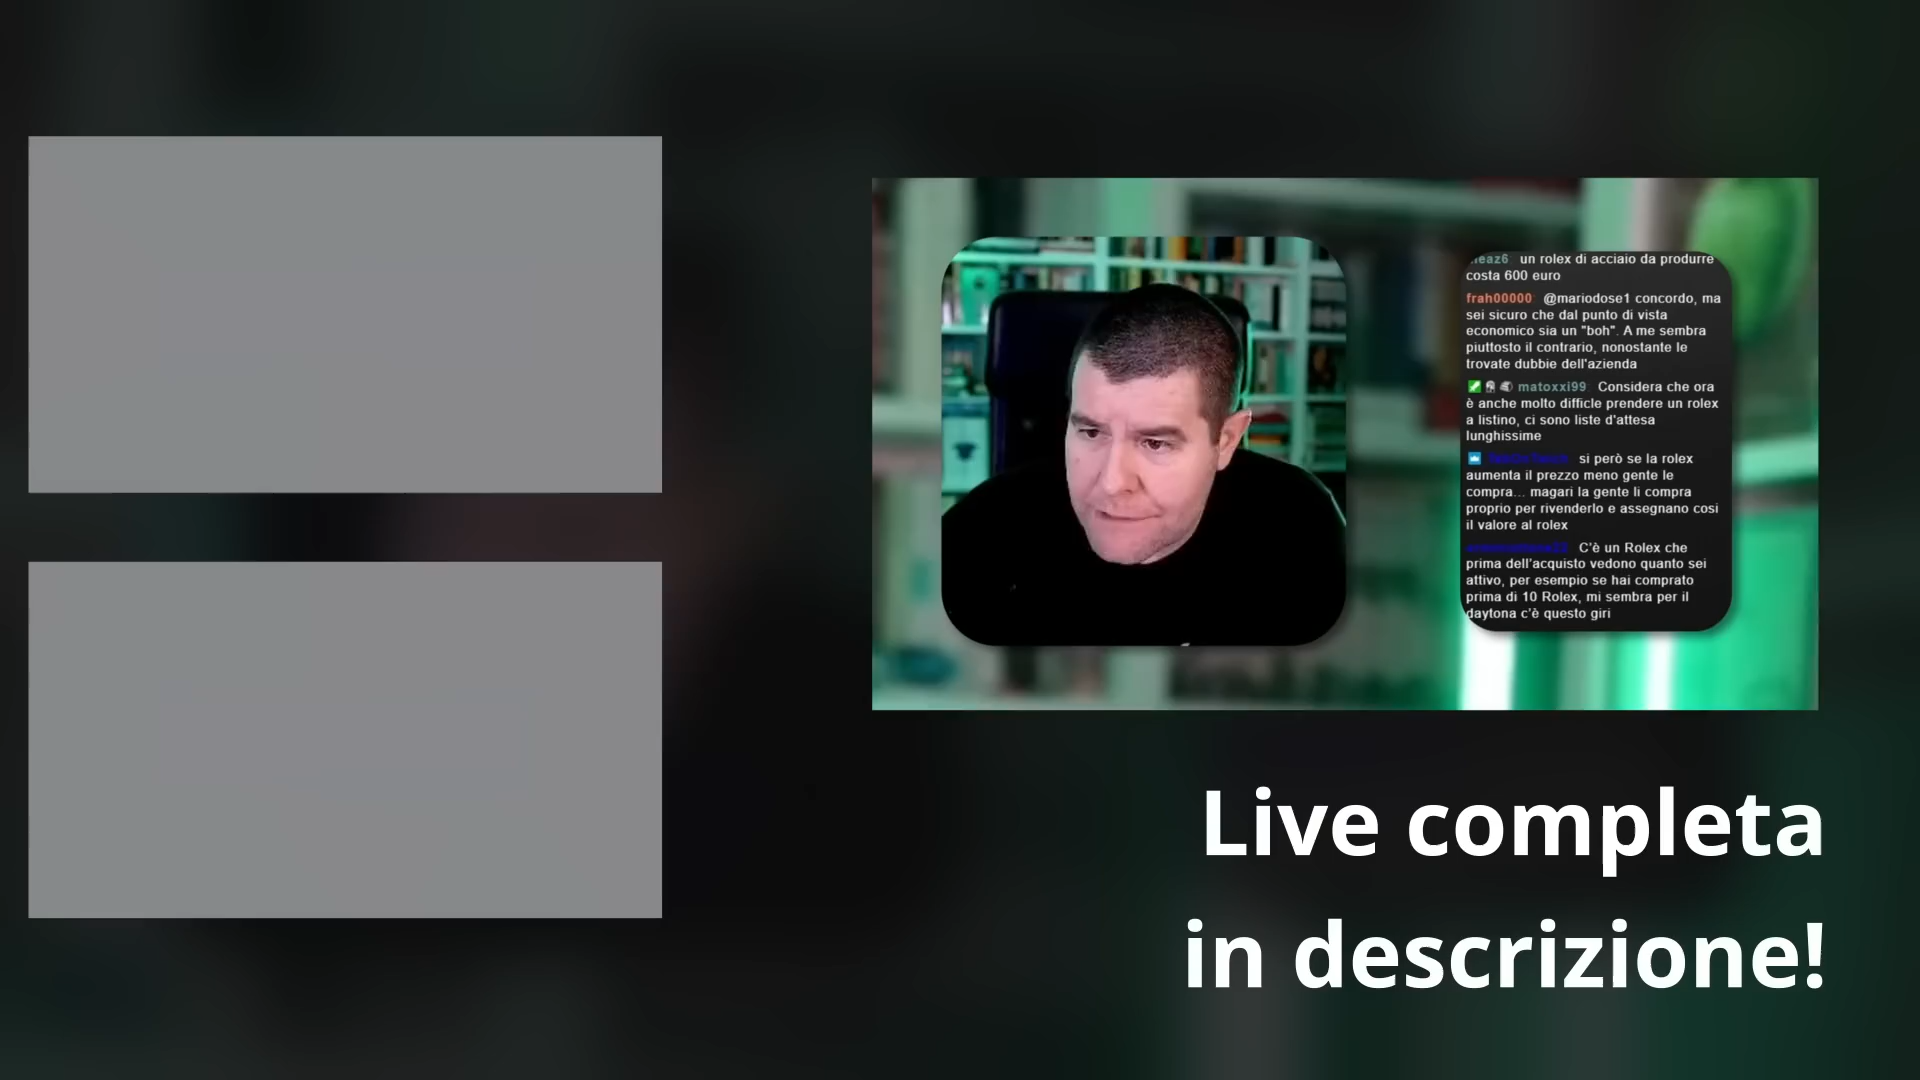 un rolex di acciaio da produrre
costa 600 euro
frah00000 @mariodose1 concordo, ma
sei sicuro che dal punto di vista
economico sia un "boh". A me sembra
piuttosto il contrario, nonostante le
trovate dubbie dell'azienda
matoxxi99 Considera che ora
è anche molto difficle prendere un rolex
a listino, ci sono liste d'attesa
lunghissime
si però se la rolex
aumenta il prezzo meno gente le
compra... magari la gente li compra
proprio per rivenderlo e assegnano cosi
il valore al rolex
C'è un Rolex che
prima dell'acquisto vedono quanto sei
attivo, per esempio se hai comprato
prima di 10 Rolex, mi sembra per il
daytona c'è questo giri
Live completa
in descrizione!